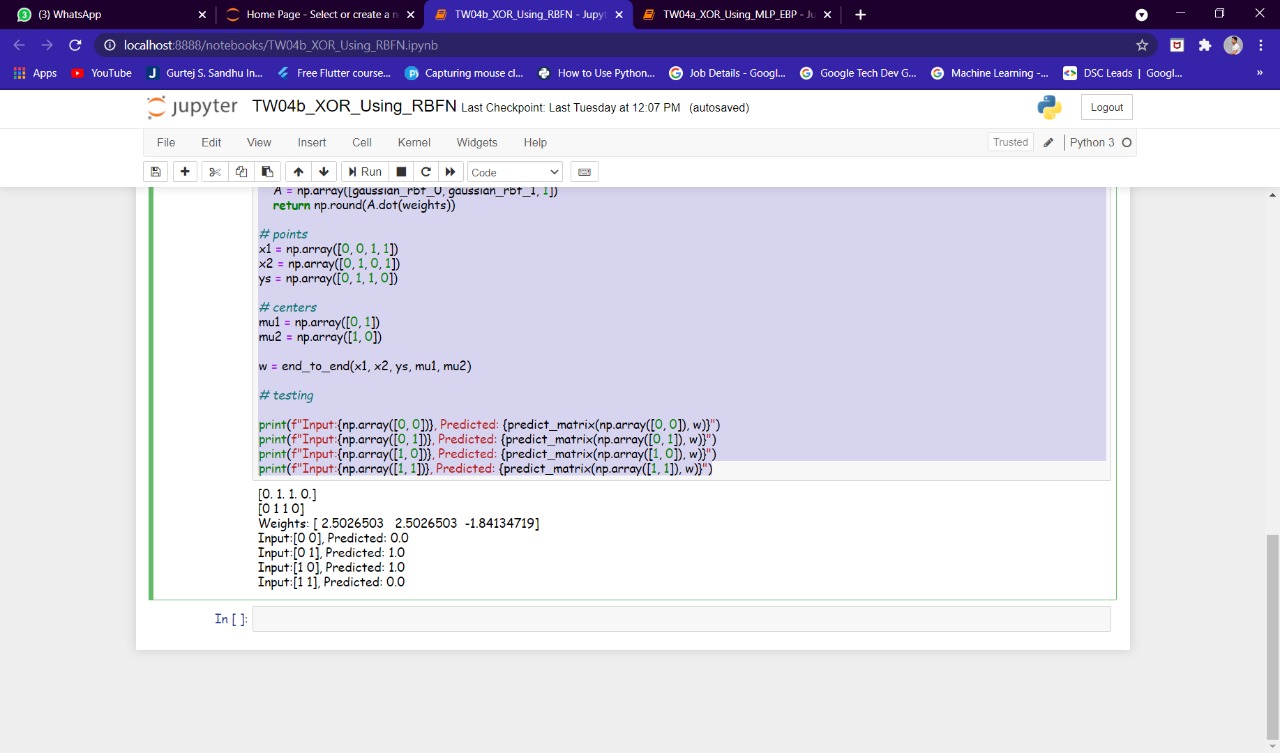 (3) WhatsApp
Home Page - Select or create a n
TW04b_XOR_Using_RBFN - Jupyt
TW04a_XOR_Using_MLP_EBP - Ju
localhost:8888/notebooks/TW04b_XOR_Using_RBFN.ipynb
Apps YouTube Gurtej S. Sandhu In... Free Flutter course... Capturing mouse cl... How to Use Python... Job Details - Googl... Google Tech Dev G... Machine Learning -... DSC Leads | Googl... »
jupyter TW04b_XOR_Using_RBFN Last Checkpoint: Last Tuesday at 12:07 PM (autosaved) Logout
File Edit View Insert Cell Kernel Widgets Help Trusted Python 3
Run Code
A = np.array([gaussian_rbf_0, gaussian_rbf_1, 1])
return np.round(A.dot(weights))
# points
x1 = np.array([0, 0, 1, 1])
x2 = np.array([0, 1, 0, 1])
ys = np.array([0, 1, 1, 0])
# centers
mu1 = np.array([0, 1])
mu2 = np.array([1, 0])
w = end_to_end(x1, x2, ys, mu1, mu2)
# testing
print(f"Input:{np.array([0, 0])}, Predicted: {predict_matrix(np.array([0, 0]), w)}")
print(f"Input:{np.array([0, 1])}, Predicted: {predict_matrix(np.array([0, 1]), w)}")
print(f"Input:{np.array([1, 0])}, Predicted: {predict_matrix(np.array([1, 0]), w)}")
print(f"Input:{np.array([1, 1])}, Predicted: {predict_matrix(np.array([1, 1]), w)}")
[0. 1. 1. 0.]
[0 1 1 0]
Weights: [ 2.5026503 2.5026503 -1.84134719]
Input:[0 0], Predicted: 0.0
Input:[0 1], Predicted: 1.0
Input:[1 0], Predicted: 1.0
Input:[1 1], Predicted: 0.0
In [ ]: